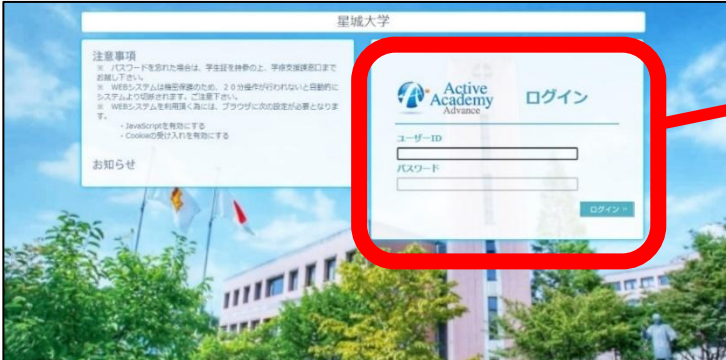 星城大学
注意事項
※ パスワードを忘れた場合は、学生証を持参の上、学修支援課窓口まで
お越し下さい。
※ WEBシステムは機密保護のため、20分操作が行われないと自動的に
システムより切断されます。ご注意下さい。
※ WEBシステムを利用頂く為には、ブラウザに次の設定が必要となりま
す。
・JavaScriptを有効にする
・Cookieの受け入れを有効にする
お知らせ
Active
Academy
Advance
ログイン
ユーザーID
パスワード
ログイン »